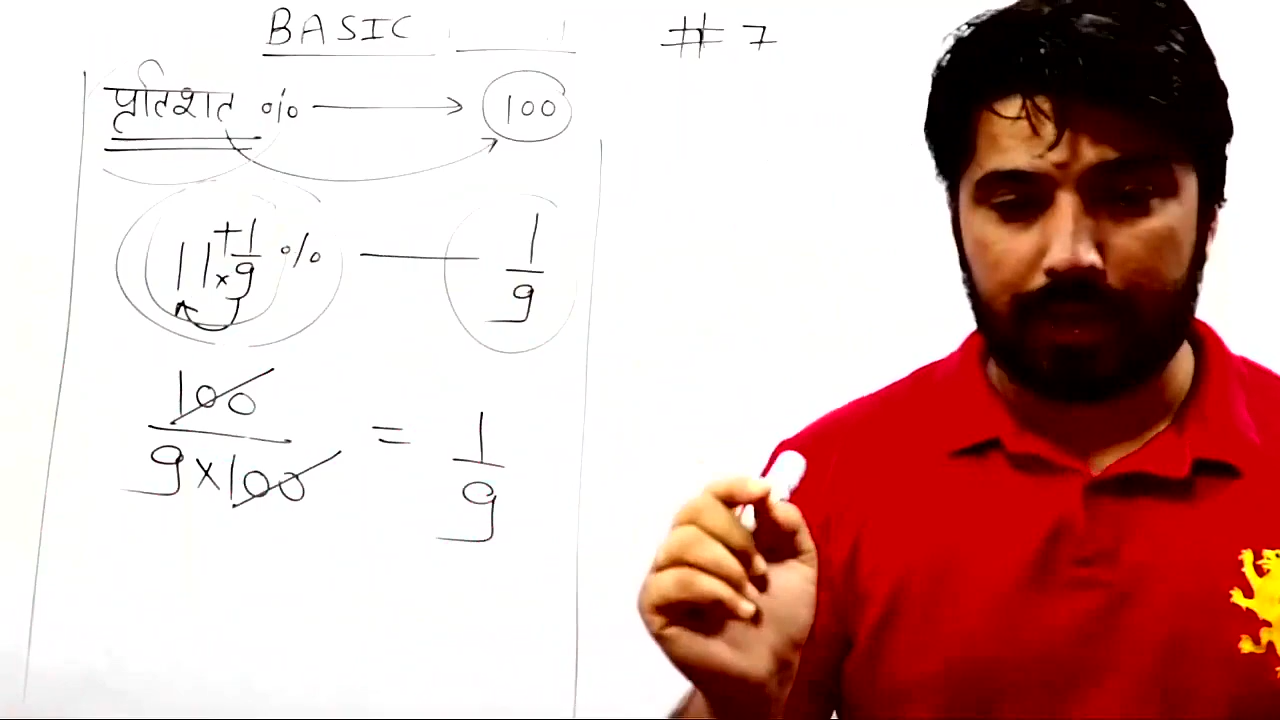 BASIC # 7
प्रतिशत % → 100
11 + 1/9 % — 1/9
100/9×100 = 1/9